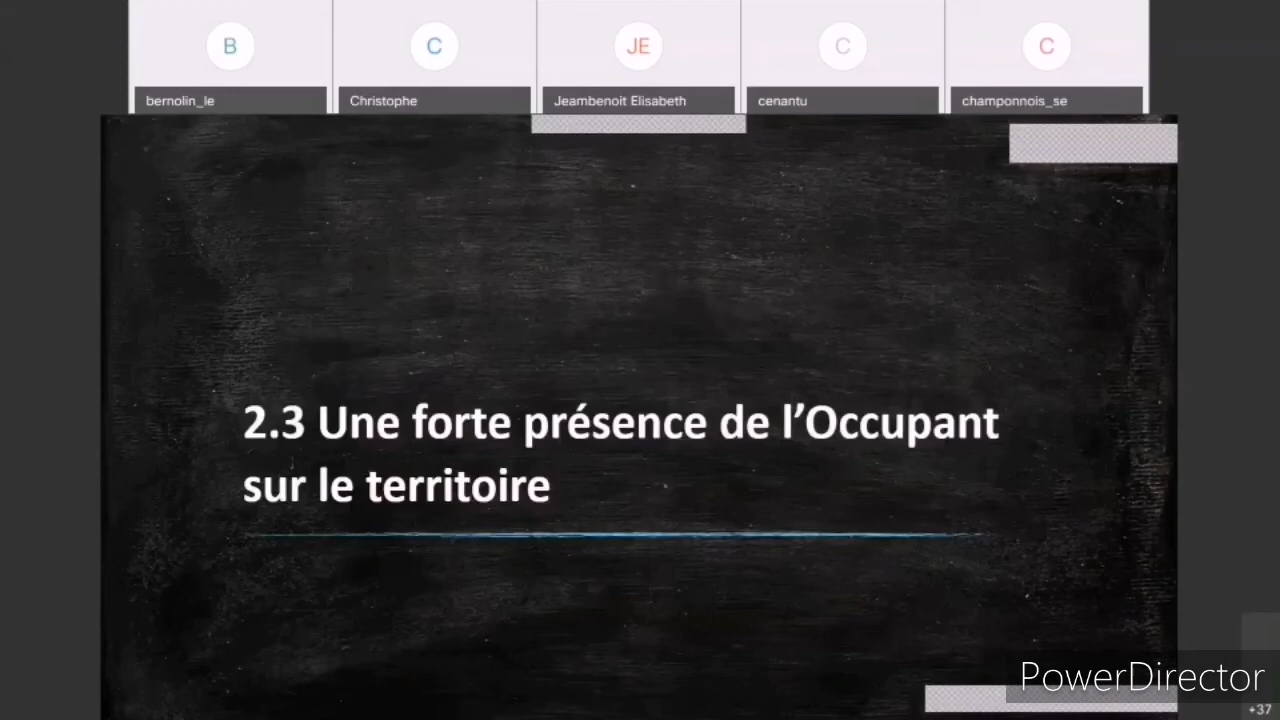 B
C
JE
C
C
bernolin_le
Christophe
Jeambenoit Elisabeth
cenantu
champonnois_se
2.3 Une forte présence de l’Occupant
sur le territoire
PowerDirector
+37